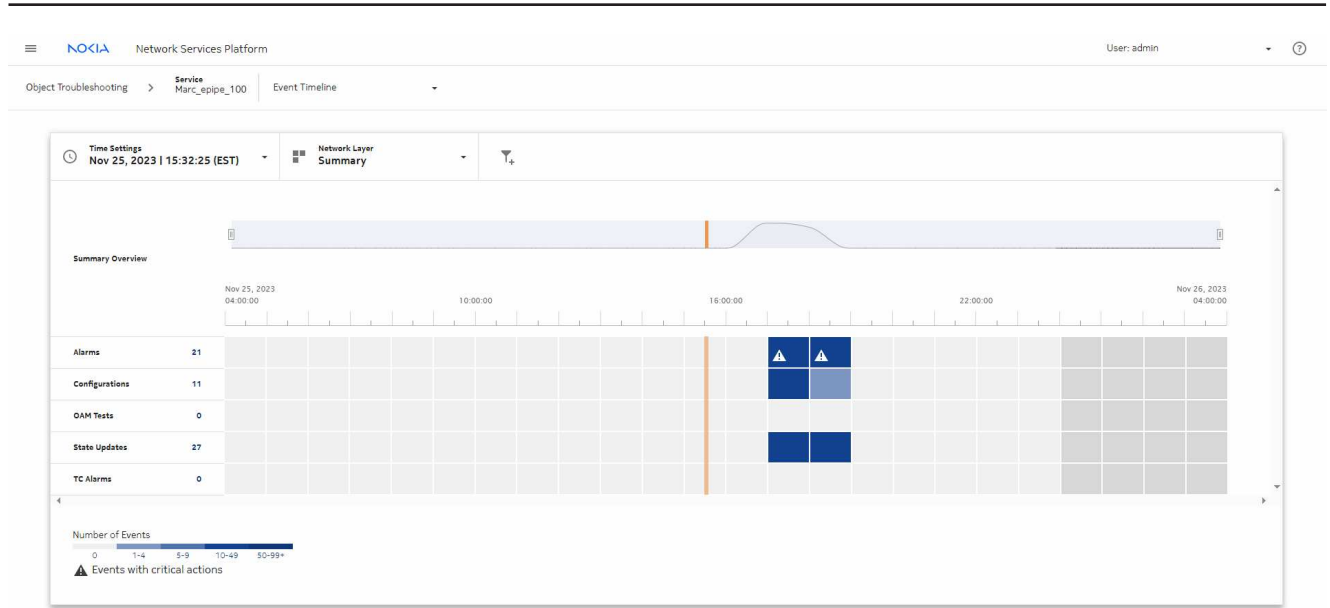 NOKIA Network Services Platform User: admin
Object Troubleshooting > Service Marc_epipe_100 Event Timeline
Time Settings
Nov 25, 2023 | 15:32:25 (EST)
Network Layer
Summary
Summary Overview
Nov 25, 2023 Nov 26, 2023
04:00:00 10:00:00 16:00:00 22:00:00 04:00:00
Alarms 21
Configurations 11
OAM Tests 0
State Updates 27
TC Alarms 0
Number of Events
0 1-4 5-9 10-49 50-99+
Events with critical actions